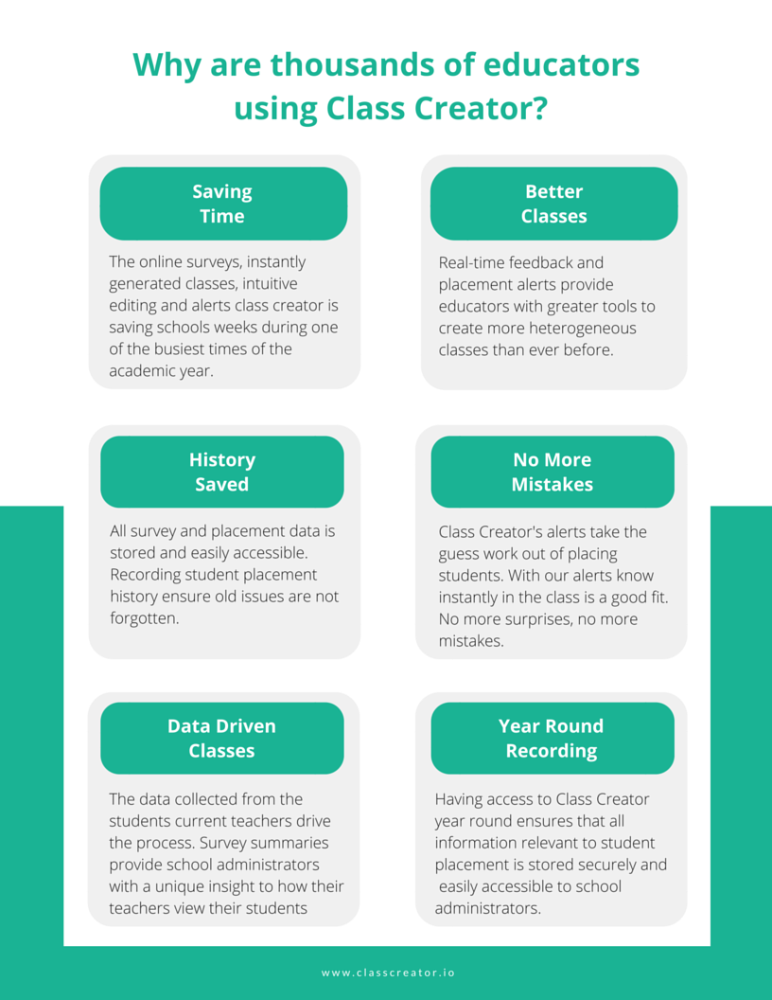 Why are thousands of educators
using Class Creator?
Saving
Time
The online surveys, instantly
generated classes, intuitive
editing and alerts class creator is
saving schools weeks during one
of the busiest times of the
academic year.
Better
Classes
Real-time feedback and
placement alerts provide
educators with greater tools to
create more heterogeneous
classes than ever before.
History
Saved
All survey and placement data is
stored and easily accessible.
Recording student placement
history ensure old issues are not
forgotten.
No More
Mistakes
Class Creator's alerts take the
guess work out of placing
students. With our alerts know
instantly in the class is a good fit.
No more surprises, no more
mistakes.
Data Driven
Classes
The data collected from the
students current teachers drive
the process. Survey summaries
provide school administrators
with a unique insight to how their
teachers view their students
Year Round
Recording
Having access to Class Creator
year round ensures that all
information relevant to student
placement is stored securely and
easily accessible to school
administrators.
www.classcreator.io